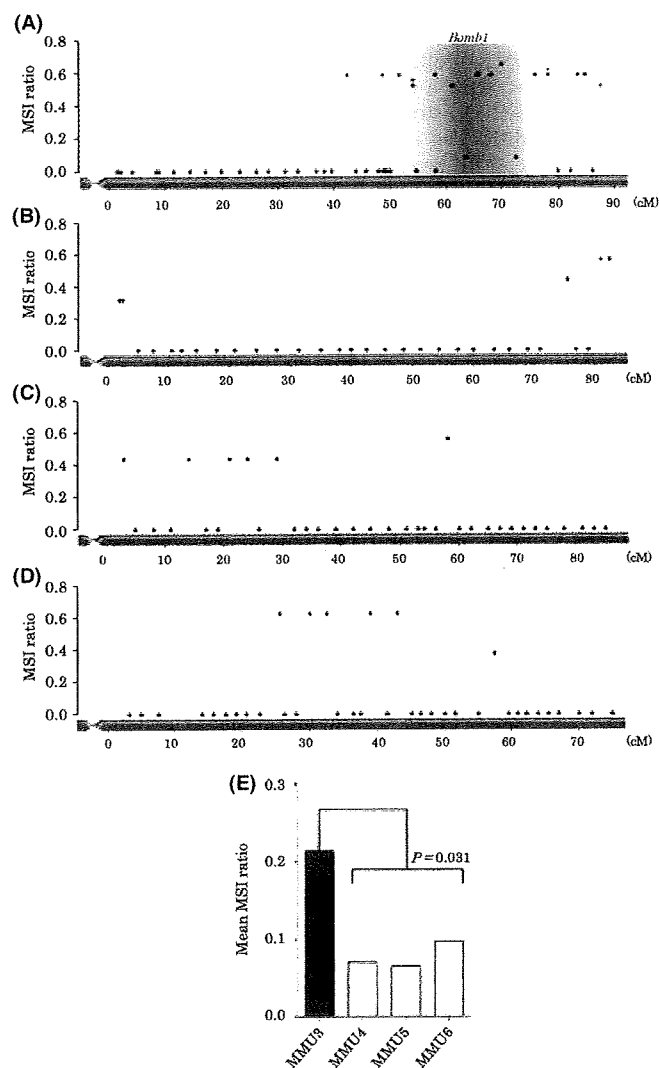 (A)
Bomb1
0.8
0.6
0.4
0.2
0.0
MSI ratio
0 10 20 30 40 50 60 70 80 90 (cM)
(B)
0.8
0.6
0.4
0.2
0.0
MSI ratio
0 10 20 30 40 50 60 70 80 (cM)
(C)
0.8
0.6
0.4
0.2
0.0
MSI ratio
0 10 20 30 40 50 60 70 80 (cM)
(D)
0.8
0.6
0.4
0.2
0.0
MSI ratio
0 10 20 30 40 50 60 70 (cM)
(E)
0.3
0.2
0.1
0.0
Mean MSI ratio
P=0.031
MMU3 MMU4 MMU5 MMU6